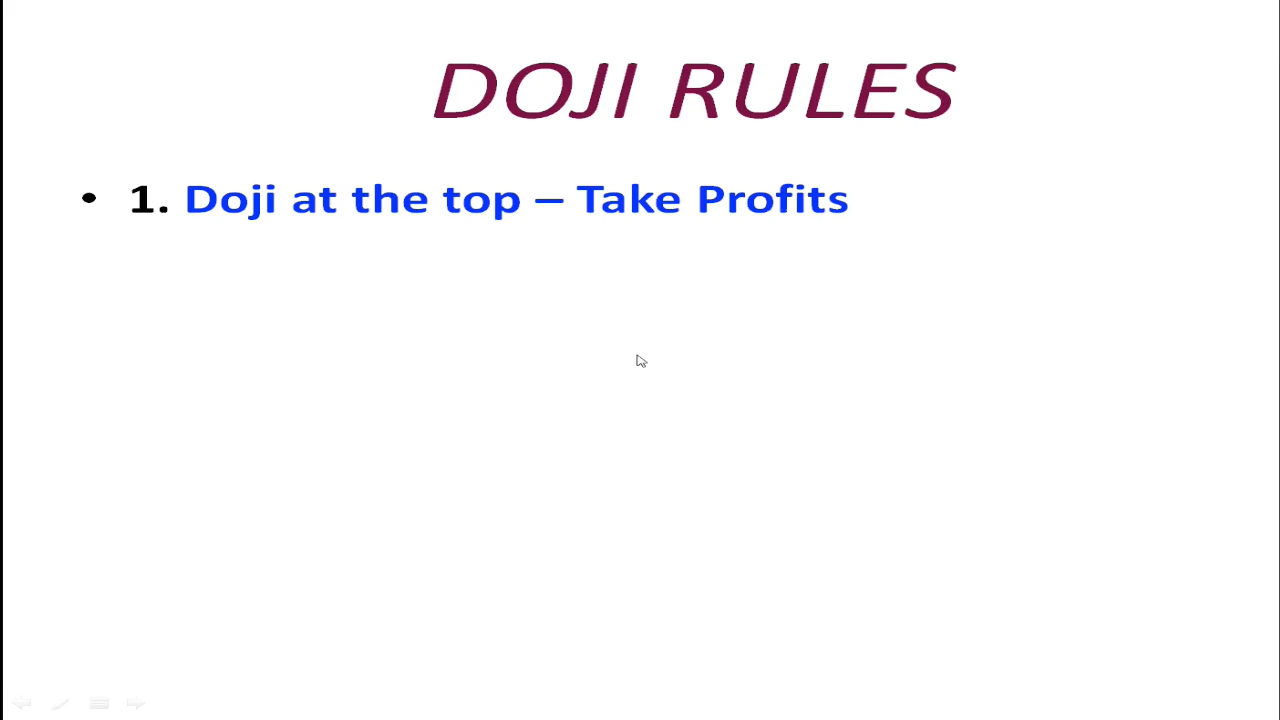 DOJI RULES
• 1. Doji at the top – Take Profits